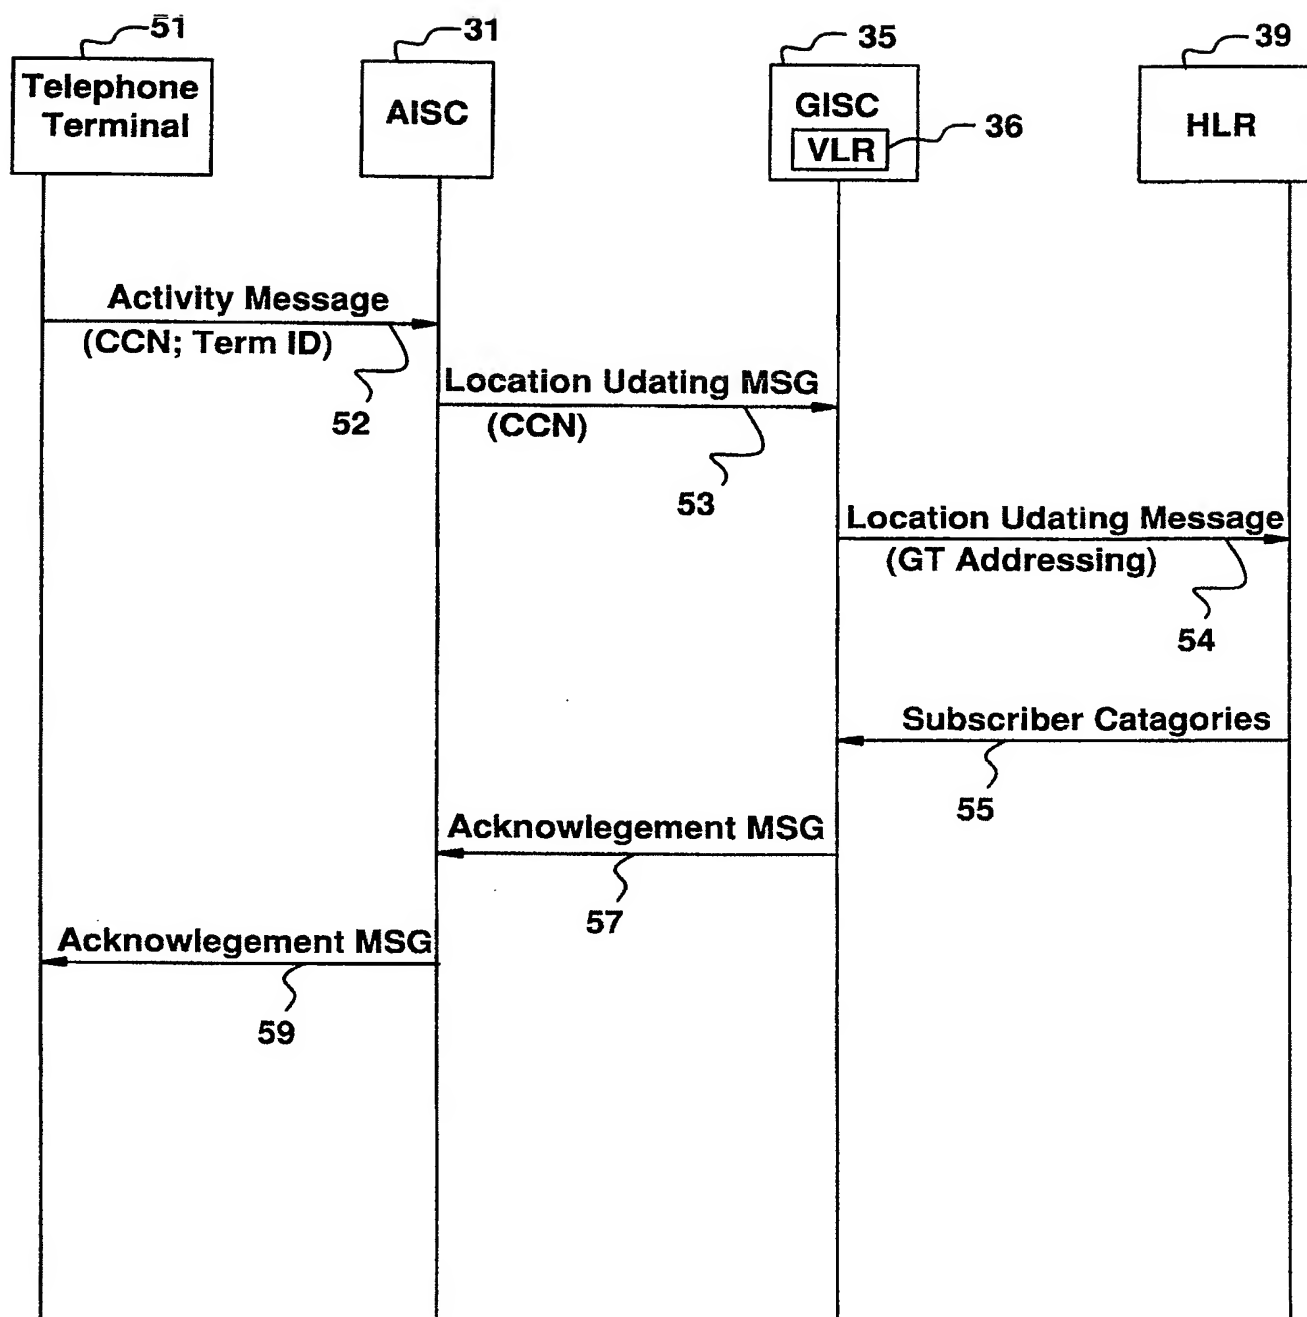 51
31
35
39
Telephone
Terminal
AISC
GISC
VLR
36
HLR
Activity Message
(CCN; Term ID)
52
Location Udating MSG
(CCN)
53
Location Udating Message
(GT Addressing)
54
Subscriber Catagories
55
Acknowlegement MSG
57
Acknowlegement MSG
59